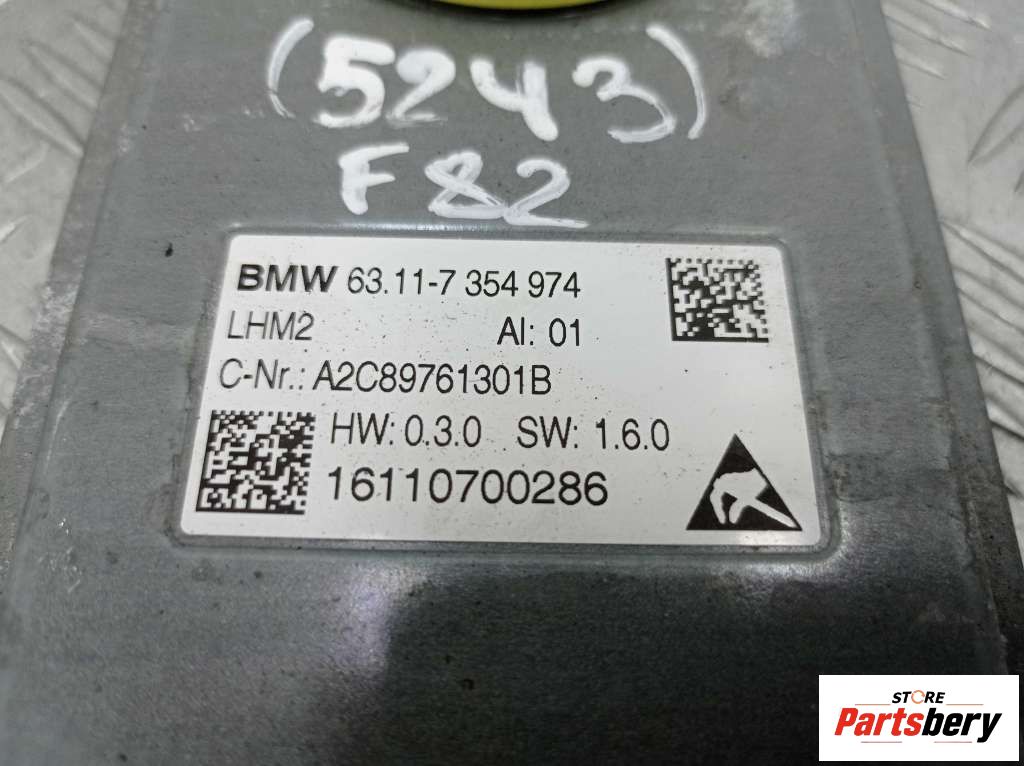 (5243)
F82
BMW 63.11-7 354 974
LHM2 AI: 01
C-Nr.: A2C89761301B
HW: 0.3.0 SW: 1.6.0
16110700286
STORE
Partsbery